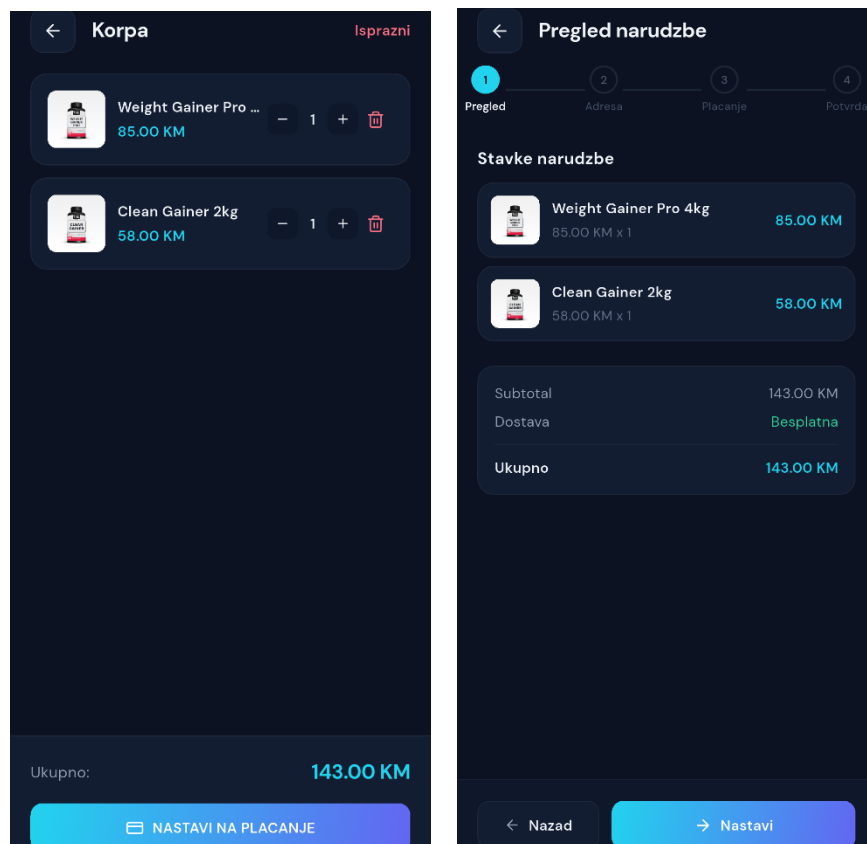 Korpa
Isprazni
Weight Gainer Pro ...
85.00 KM
1
Clean Gainer 2kg
58.00 KM
1
Ukupno:
143.00 KM
NASTAVI NA PLACANJE
Pregled narudzbe
1
2
3
4
Pregled
Adresa
Placanje
Potvrda
Stavke narudzbe
Weight Gainer Pro 4kg
85.00 KM x 1
85.00 KM
Clean Gainer 2kg
58.00 KM x 1
58.00 KM
Subtotal
143.00 KM
Dostava
Besplatna
Ukupno
143.00 KM
Nazad
Nastavi